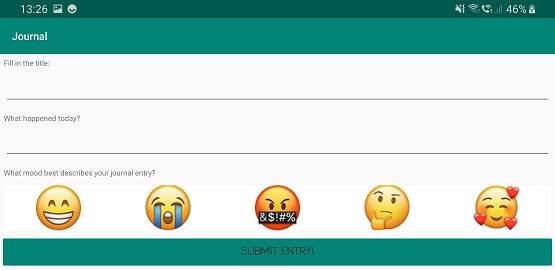 13:26 46%
Journal
Fill in the title:
What happened today?
What mood best describes your journal entry?
&$!#%
SUBMIT ENTRY!